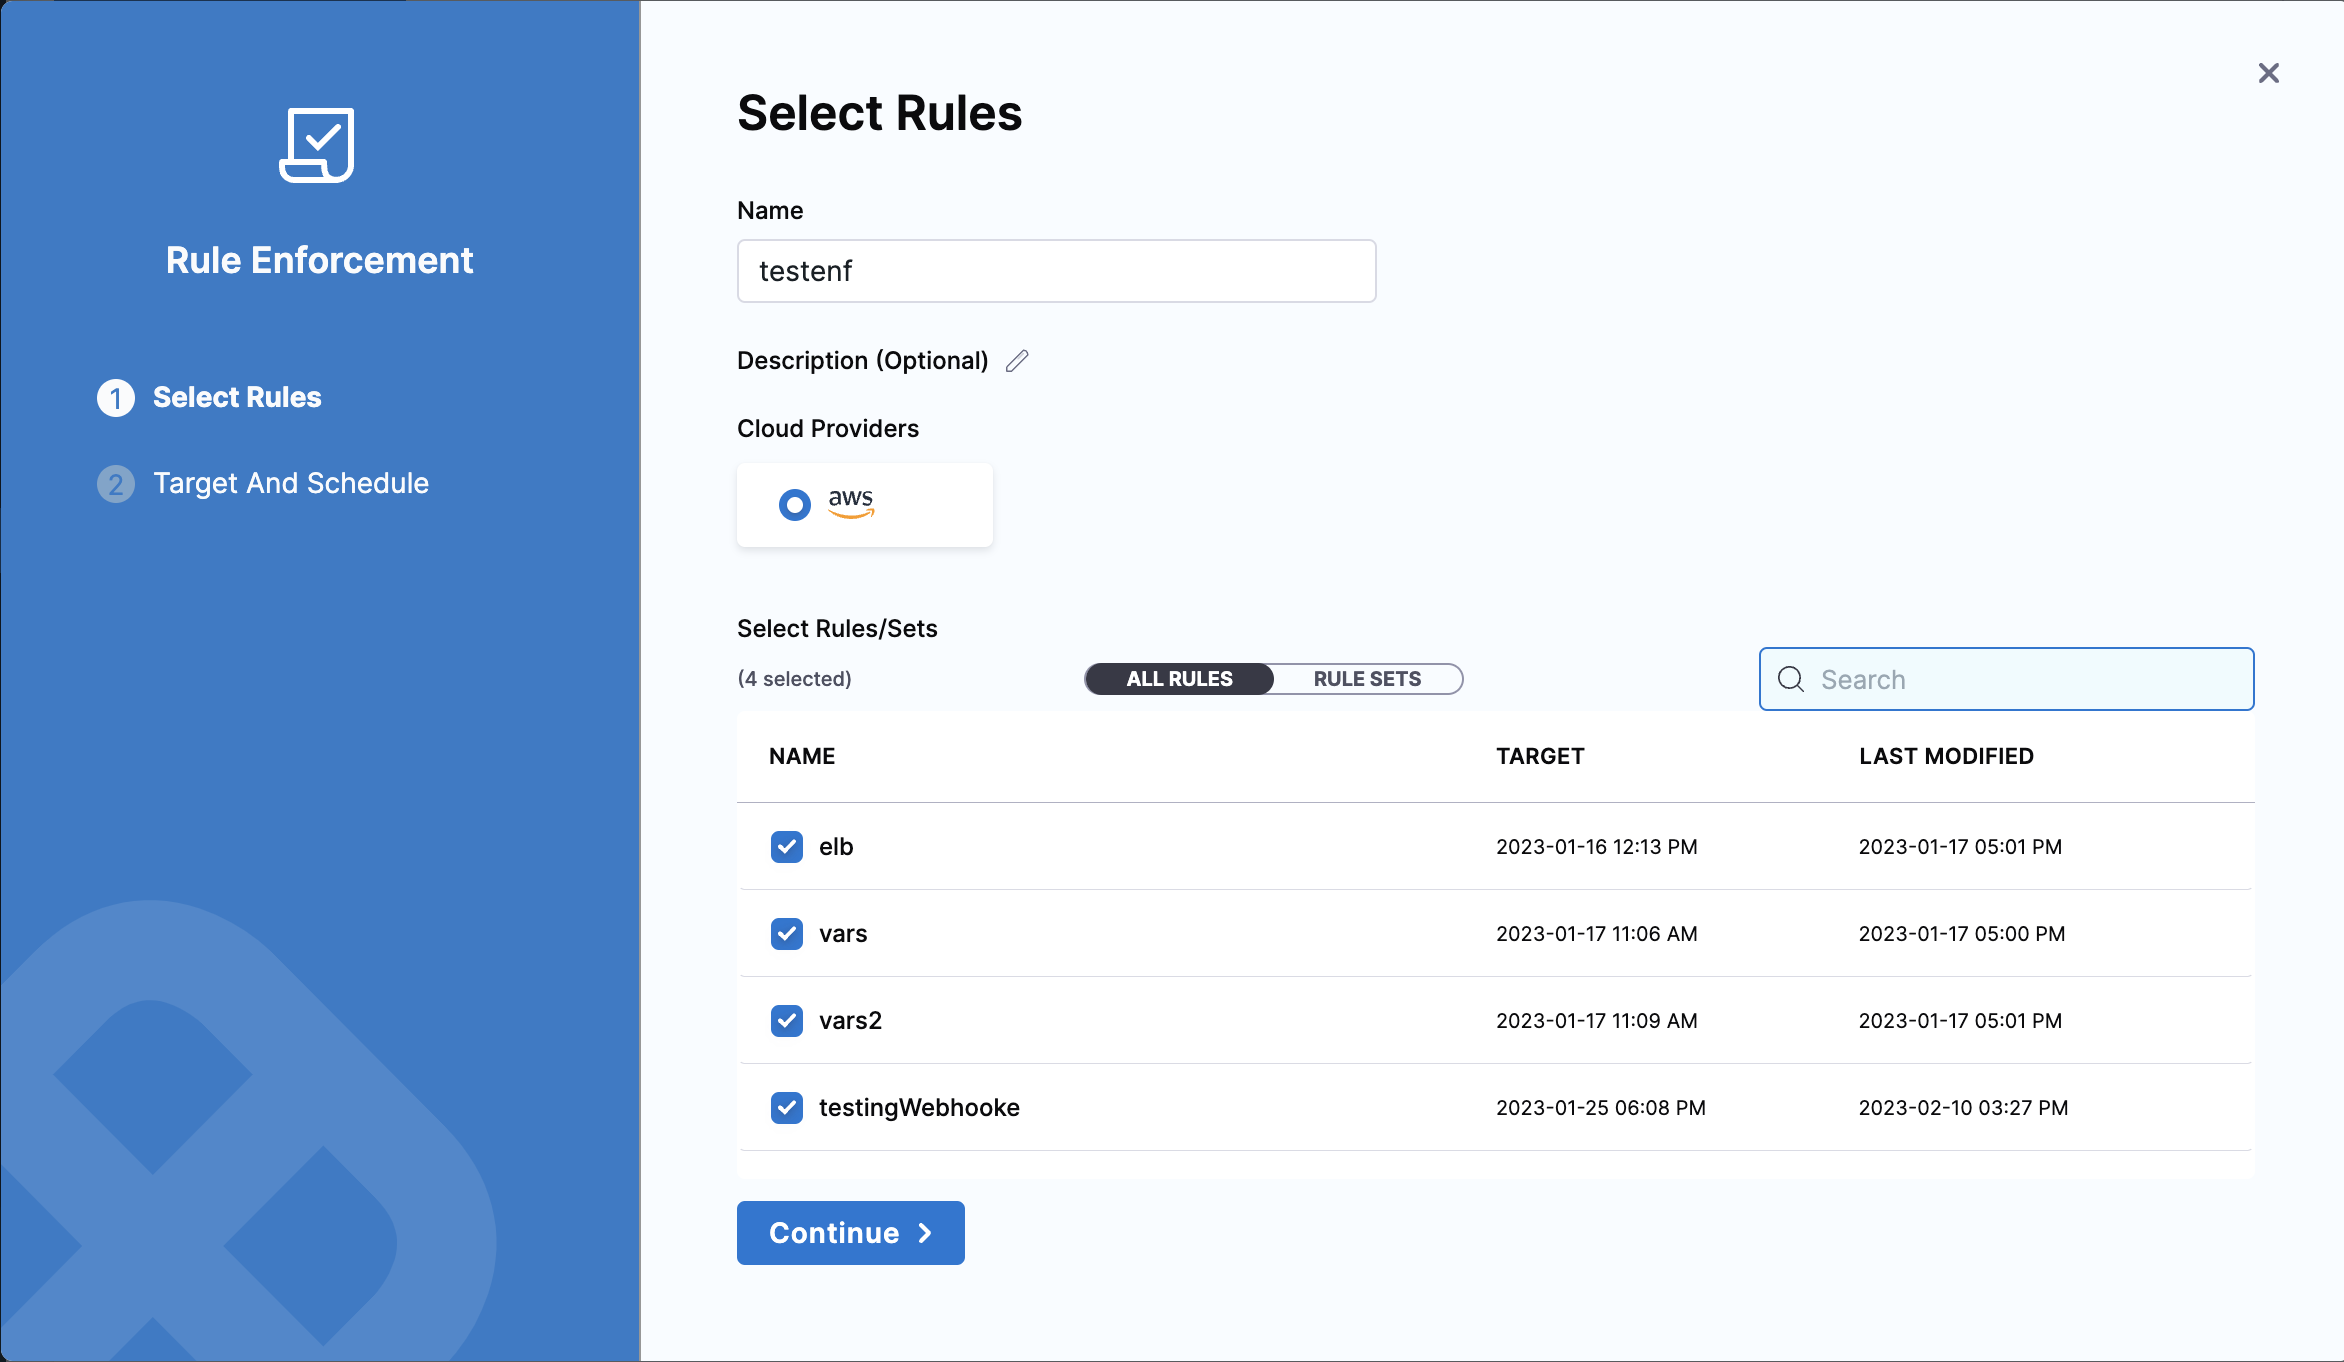 Rule Enforcement
1 Select Rules
2 Target And Schedule
Select Rules
Name
testenf
Description (Optional)
Cloud Providers
aws
Select Rules/Sets
(4 selected) ALL RULES RULE SETS Search
NAME TARGET LAST MODIFIED
elb 2023-01-16 12:13 PM 2023-01-17 05:01 PM
vars 2023-01-17 11:06 AM 2023-01-17 05:00 PM
vars2 2023-01-17 11:09 AM 2023-01-17 05:01 PM
testingWebhooke 2023-01-25 06:08 PM 2023-02-10 03:27 PM
Continue